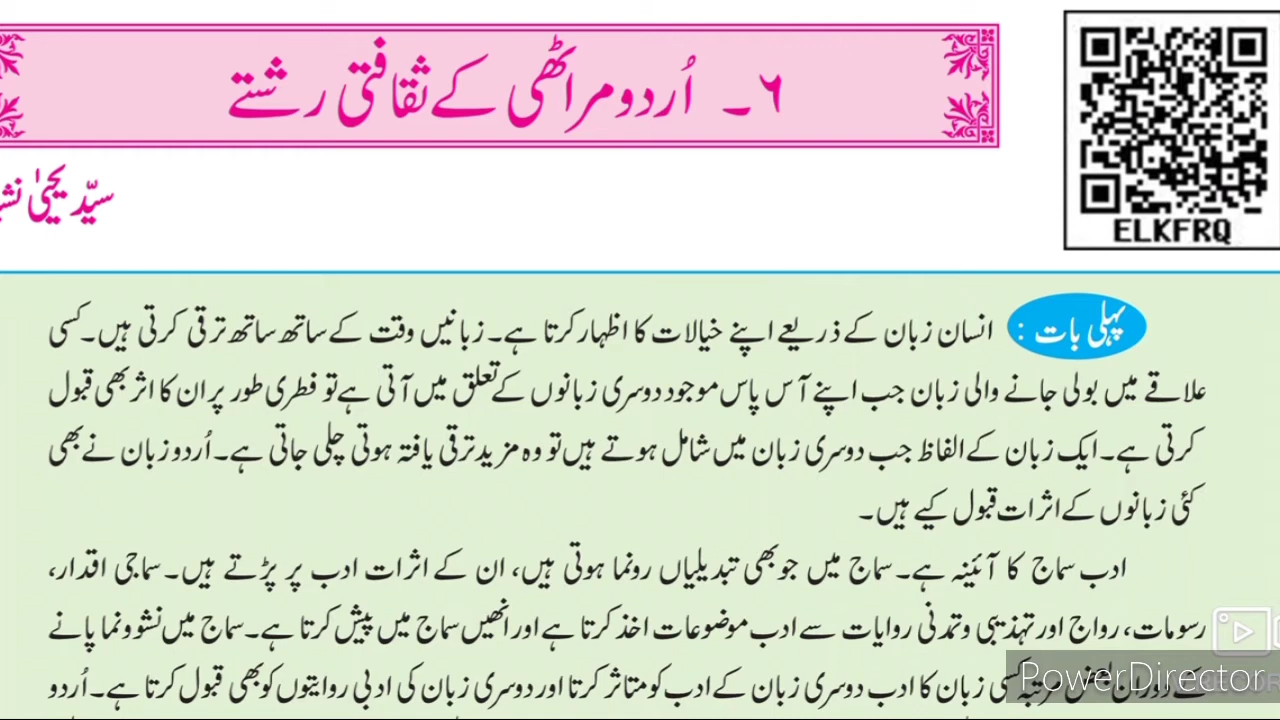 ۶۔ اُردو مراٹھی کے ثقافتی رشتے
ELKFRQ
سیّد یحییٰ
پہلی بات : انسان زبان کے ذریعے اپنے خیالات کا اظہار کرتا ہے۔ زبانیں وقت کے ساتھ ساتھ ترقی کرتی ہیں۔ کسی
علاقے میں بولی جانے والی زبان جب اپنے آس پاس موجود دوسری زبانوں کے تعلق میں آتی ہے تو فطری طور پر ان کا اثر بھی قبول
کرتی ہے۔ ایک زبان کے الفاظ جب دوسری زبان میں شامل ہوتے ہیں تو وہ مزید ترقی یافتہ ہوتی چلی جاتی ہے۔ اُردو زبان نے بھی
کئی زبانوں کے اثرات قبول کیے ہیں۔
ادب سماج کا آئینہ ہے۔ سماج میں جو بھی تبدیلیاں رونما ہوتی ہیں، ان کے اثرات ادب پر پڑتے ہیں۔ سماجی اقدار،
رسومات، رواج اور تہذیبی و تمدنی روایات سے ادب موضوعات اخذ کرتا ہے اور انھیں سماج میں پیش کرتا ہے۔ سماج میں نشوونما پانے
کے دوران بعض مرتبہ کسی زبان کا ادب دوسری زبان کے ادب کو متاثر کرتا اور دوسری زبان کی ادبی روایتوں کو بھی قبول کرتا ہے۔ اُردو
PowerDirector